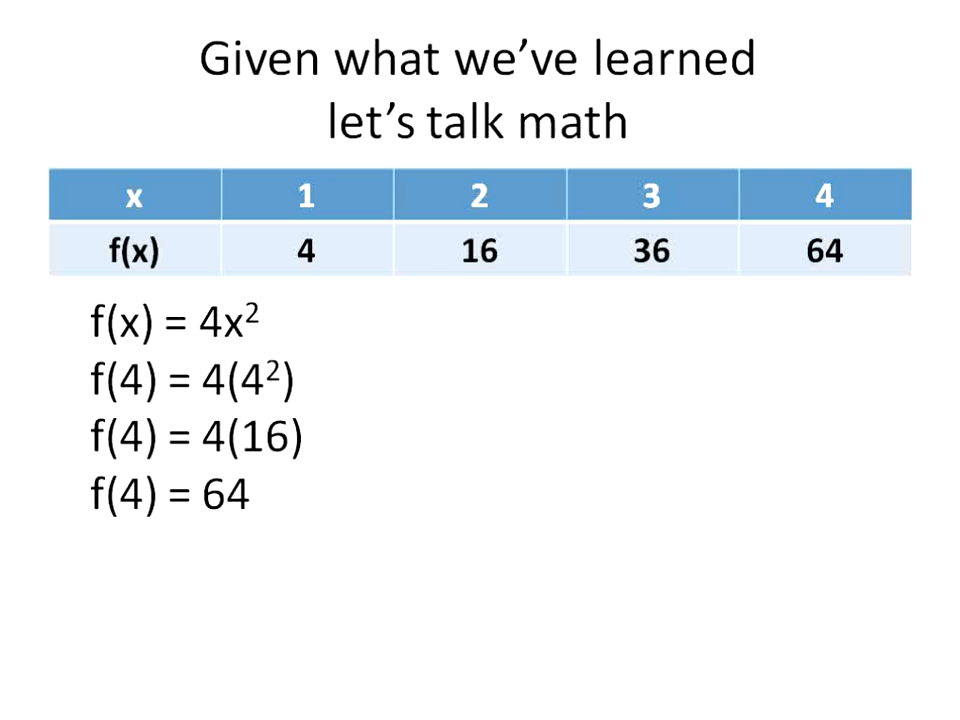 Given what we’ve learned
let’s talk math
x 1 2 3 4
f(x) 4 16 36 64
f(x) = 4x²
f(4) = 4(4²)
f(4) = 4(16)
f(4) = 64